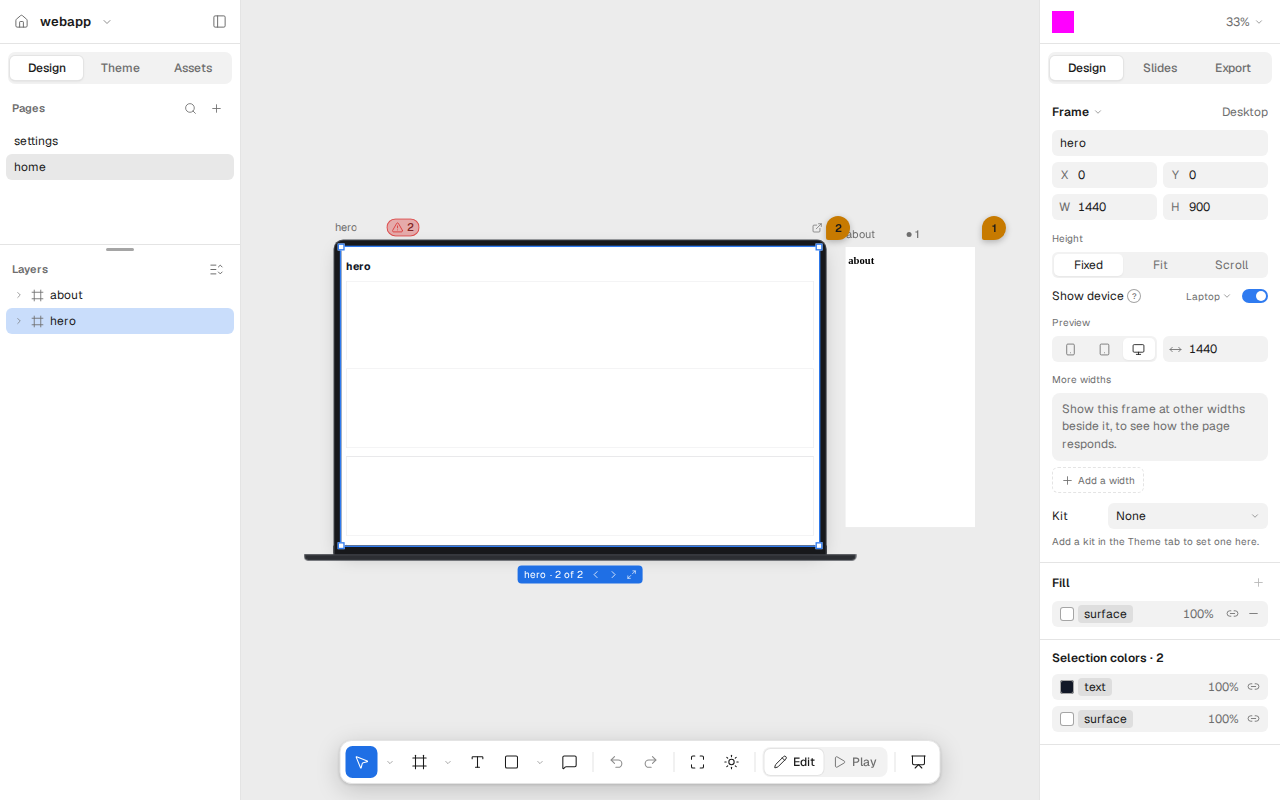 webapp
Design
Theme
Assets
Pages
settings
home
Layers
about
hero
hero
2
2
about
1
1
hero
about
hero · 2 of 2
Edit
Play
33%
Design
Slides
Export
Frame
Desktop
hero
X 0
Y 0
W 1440
H 900
Height
Fixed
Fit
Scroll
Show device ?
Laptop
Preview
1440
More widths
Show this frame at other widths
beside it, to see how the page
responds.
Add a width
Kit
None
Add a kit in the Theme tab to set one here.
Fill
surface 100%
Selection colors · 2
text 100%
surface 100%